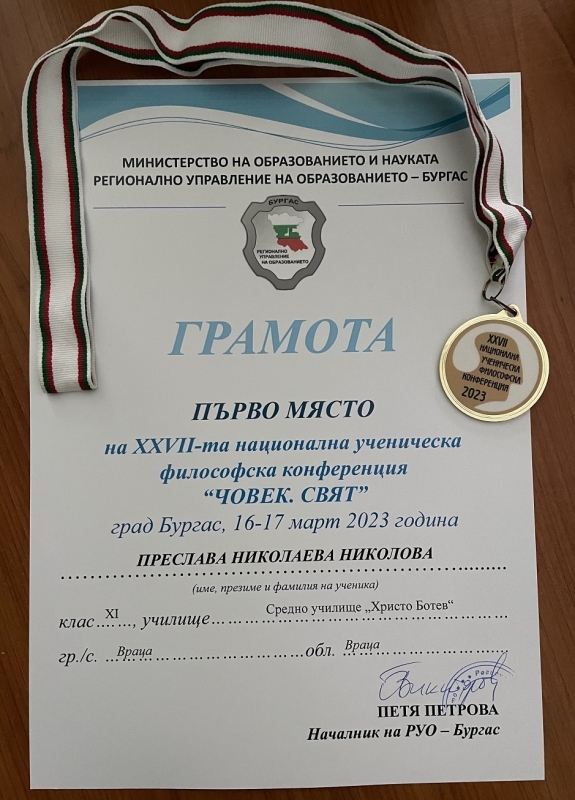 МИНИСТЕРСТВО НА ОБРАЗОВАНИЕТО И НАУКАТА
РЕГИОНАЛНО УПРАВЛЕНИЕ НА ОБРАЗОВАНИЕТО – БУРГАС
БУРГАС
РЕГИОНАЛНО
УПРАВЛЕНИЕ
НА ОБРАЗОВАНИЕТО
ГРАМОТА
XXVII
НАЦИОНАЛНА
УЧЕНИЧЕСКА
ФИЛОСОФСКА
КОНФЕРЕНЦИЯ
2023
ПЪРВО МЯСТО
на XXVII-та национална ученическа
философска конференция
“ЧОВЕК. СВЯТ”
град Бургас, 16-17 март 2023 година
ПРЕСЛАВА НИКОЛАЕВА НИКОЛОВА
(име, презиме и фамилия на ученика)
клас....XI..., училище... Средно училище „Христо Ботев“
гр./с. Враца ...обл. Враца
ПЕТЯ ПЕТРОВА
Началник на РУО – Бургас